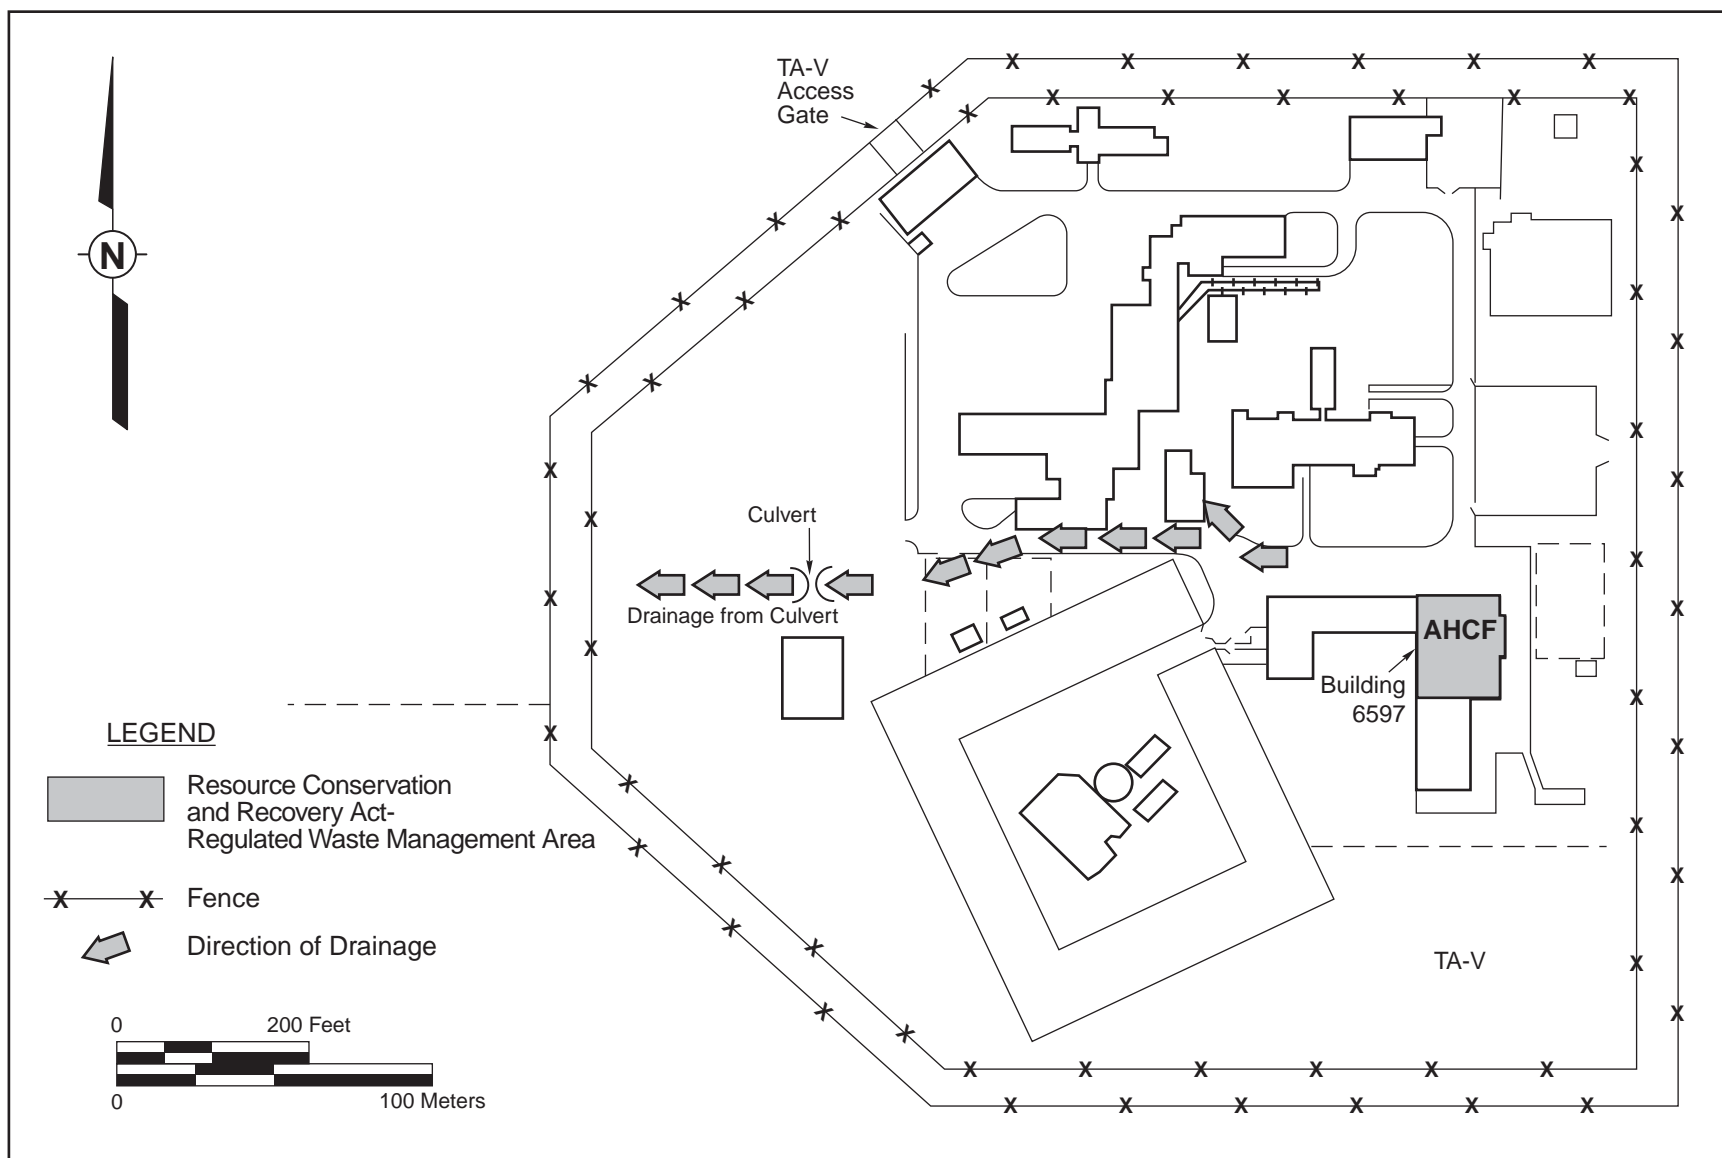 TA-V
Access
Gate
N
Culvert
Drainage from Culvert
AHCF
Building
6597
TA-V
LEGEND
Resource Conservation
and Recovery Act-
Regulated Waste Management Area
X X Fence
Direction of Drainage
0 200 Feet
0 100 Meters